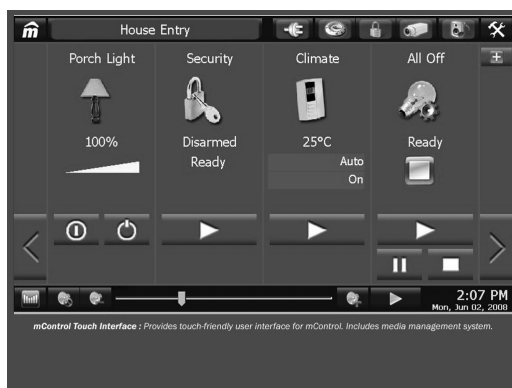 House Entry
Porch Light
Security
Climate
All Off
100%
Disarmed
Ready
25°C
Auto
On
Ready
2:07 PM
Mon, Jun 02, 2008
mControl Touch Interface : Provides touch-friendly user interface for mControl. Includes media management system.